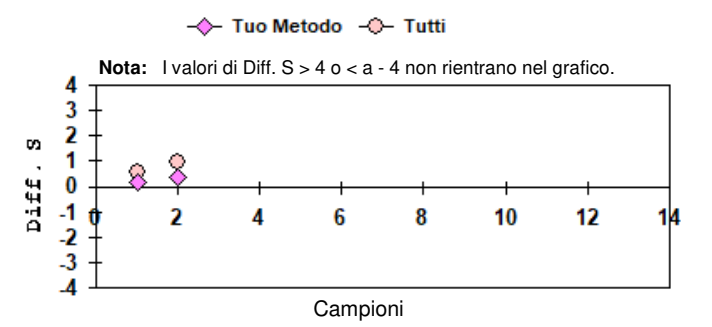 Tuo Metodo Tutti
Nota: I valori di Diff. S > 4 o < a - 4 non rientrano nel grafico.
4
3
2
1
0
-1
-2
-3
-4
Diff. S
0 2 4 6 8 10 12 14
Campioni